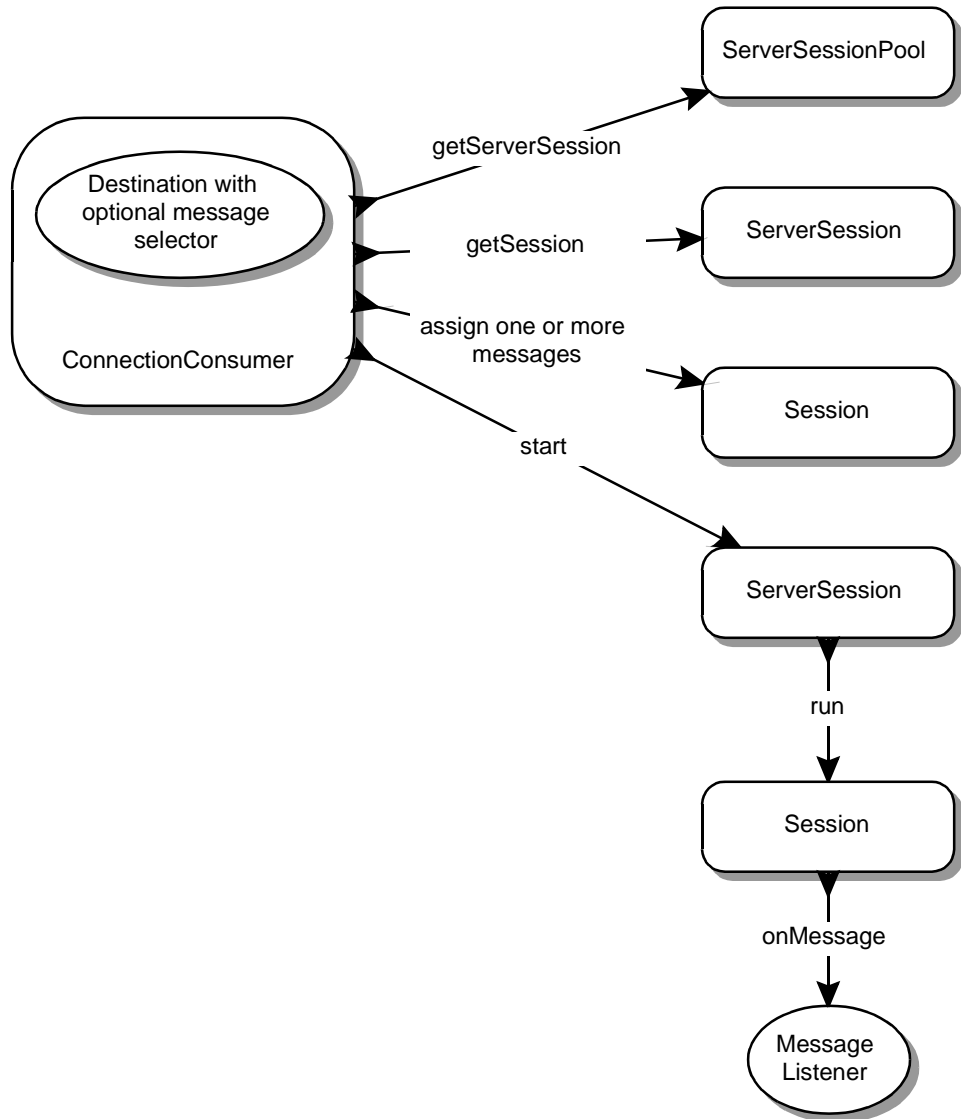 ServerSessionPool
getServerSession
Destination with
optional message
selector
ServerSession
getSession
assign one or more
messages
ConnectionConsumer
Session
start
ServerSession
run
Session
onMessage
Message
Listener